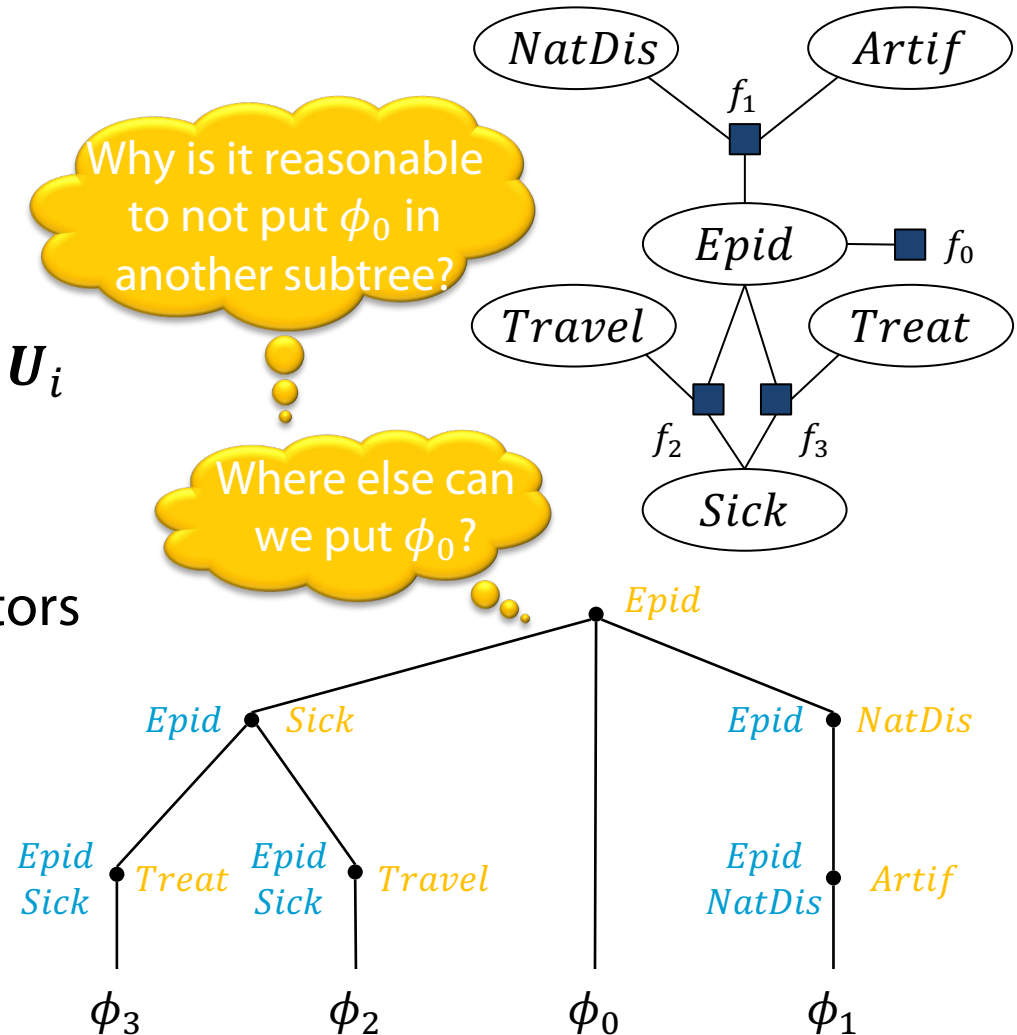 NatDis
Artif
f₁
Why is it reasonable
to not put ϕ₀ in
another subtree?
Epid
f₀
Travel
Treat
U_i
f₂
f₃
Where else can
we put ϕ₀?
Sick
tors
Epid
Epid Sick
Epid NatDis
Epid
Sick
Treat
Epid
Sick
Travel
Epid
NatDis
Artif
ϕ₃ ϕ₂ ϕ₀ ϕ₁